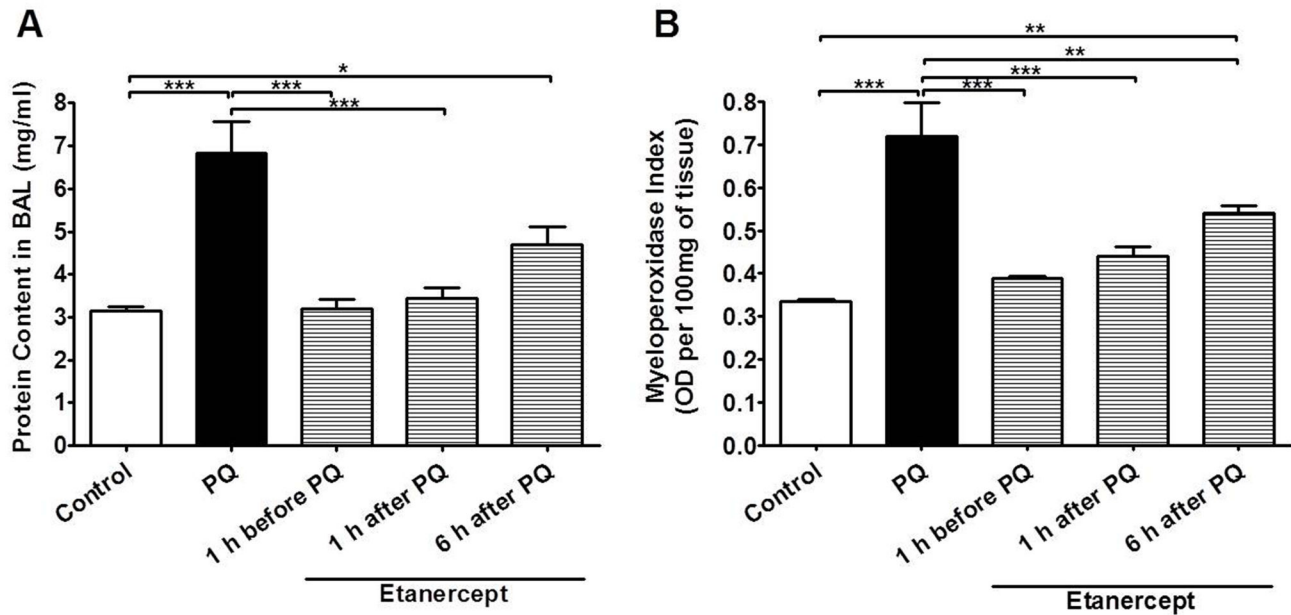 A
*
*** ***
***
Protein Content in BAL (mg/ml)
8
7
6
5
4
3
2
1
0
Control
PQ
1 h before PQ
1 h after PQ
6 h after PQ
Etanercept
B
**
**
***
*** ***
Myeloperoxidase Index
(OD per 100mg of tissue)
0.8
0.7
0.6
0.5
0.4
0.3
0.2
0.1
0.0
Control
PQ
1 h before PQ
1 h after PQ
6 h after PQ
Etanercept